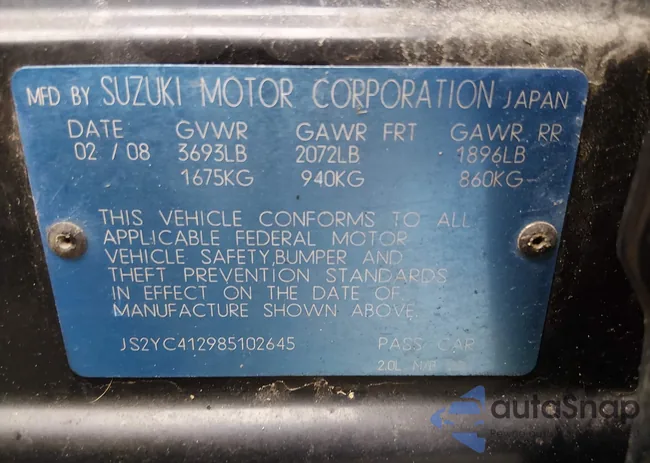 MFD BY SUZUKI MOTOR CORPORATION JAPAN
DATE GVWR GAWR FRT GAWR RR
02 / 08 3693LB 2072LB 1896LB
1675KG 940KG 860KG
THIS VEHICLE CONFORMS TO ALL
APPLICABLE FEDERAL MOTOR
VEHICLE SAFETY,BUMPER AND
THEFT PREVENTION STANDARDS
IN EFFECT ON THE DATE OF
MANUFACTURE SHOWN ABOVE.
JS2YC412985102645 PASS CAR
2.0L
autoSnap